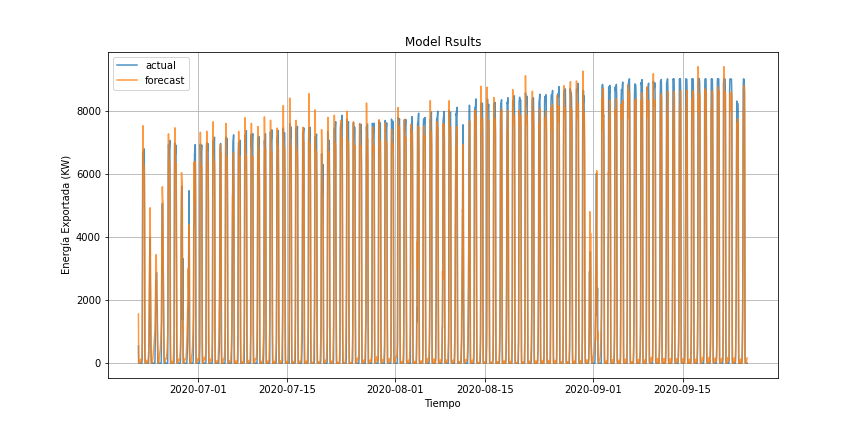 Model Rsults
actual
forecast
Energía Exportada (KW)
8000
6000
4000
2000
0
2020-07-01
2020-07-15
2020-08-01
2020-08-15
2020-09-01
2020-09-15
Tiempo